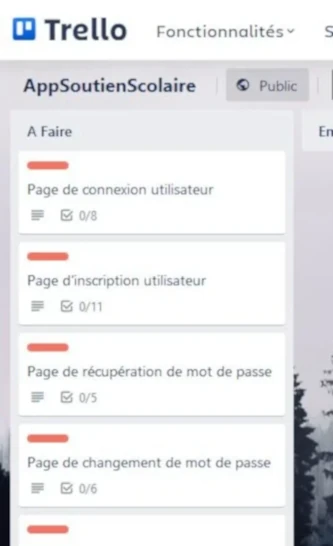 Trello Fonctionnalités S
AppSoutienScolaire Public
A Faire En
Page de connexion utilisateur
0/8
Page d'inscription utilisateur
0/11
Page de récupération de mot de passe
0/5
Page de changement de mot de passe
0/6